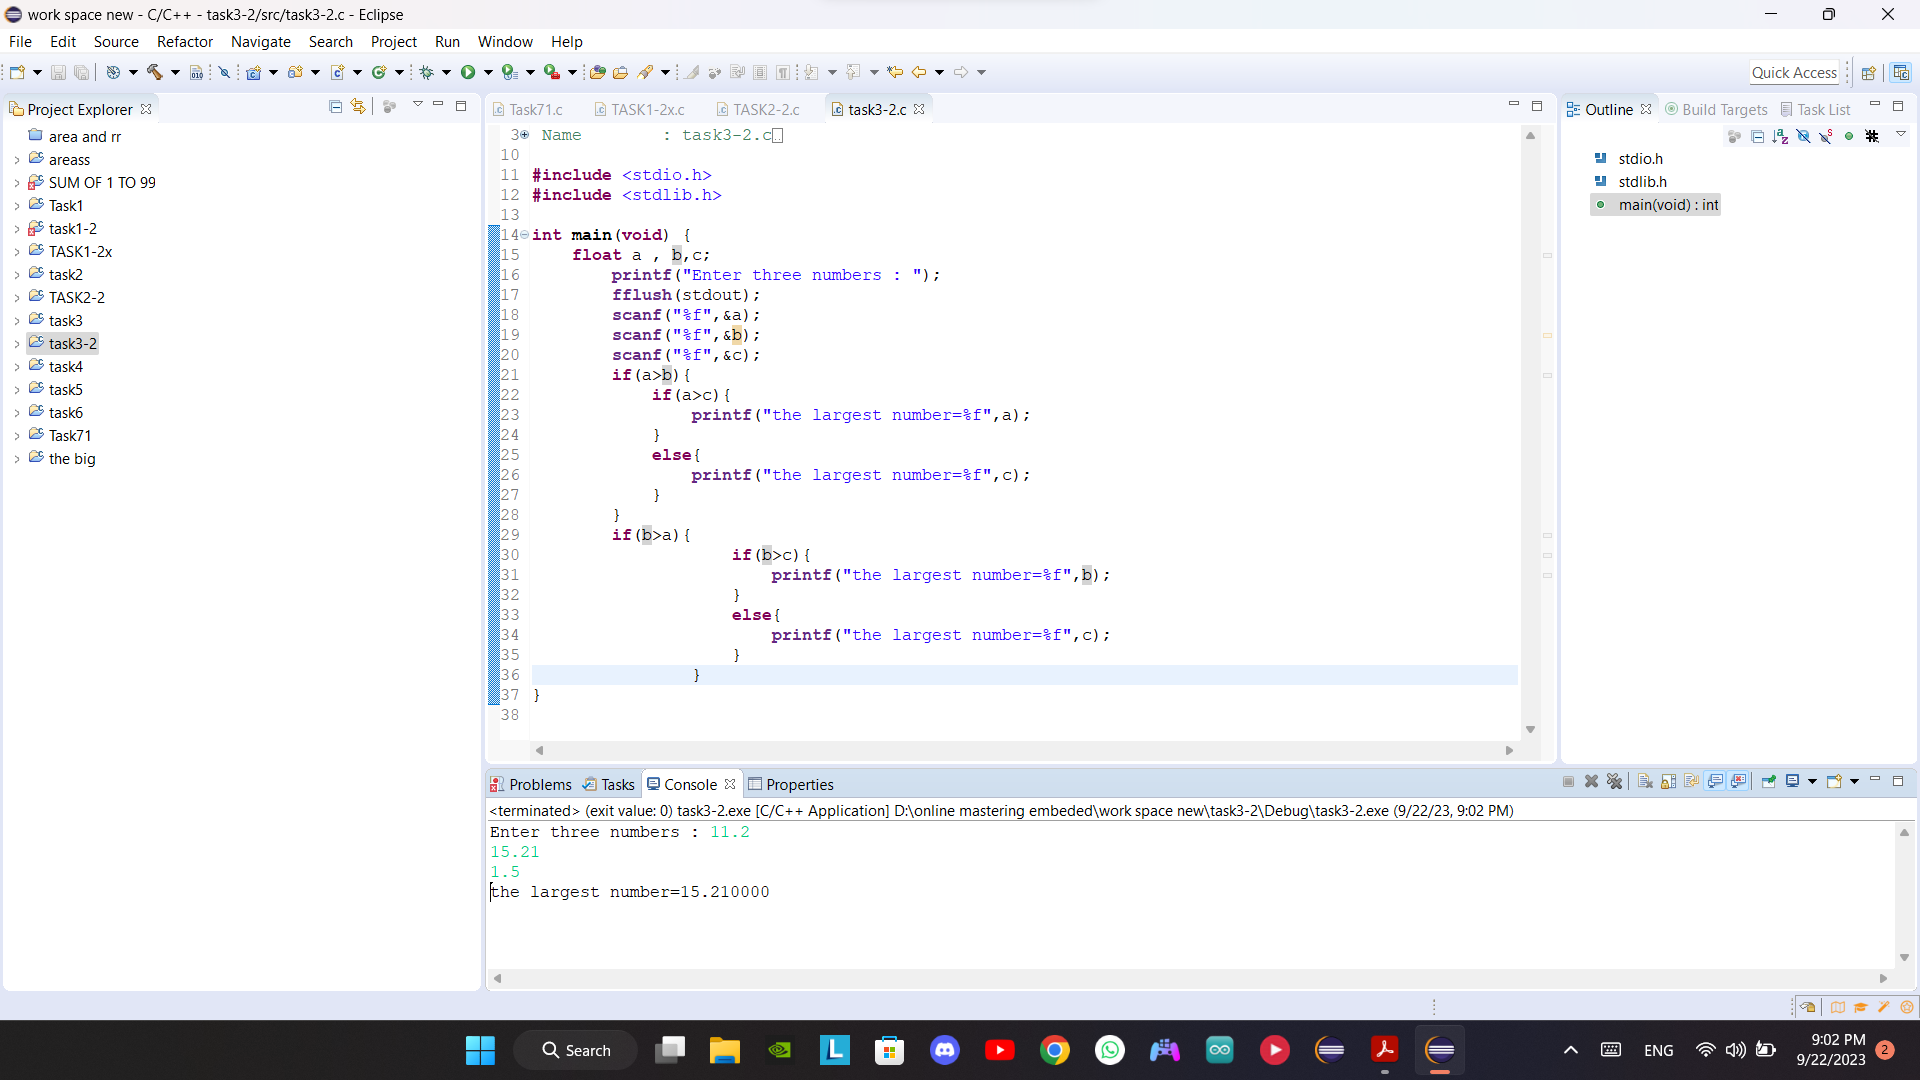 work space new - C/C++ - task3-2/src/task3-2.c - Eclipse
File Edit Source Refactor Navigate Search Project Run Window Help
Quick Access
Project Explorer
area and rr
areass
SUM OF 1 TO 99
Task1
task1-2
TASK1-2x
task2
TASK2-2
task3
task3-2
task4
task5
task6
Task71
the big
Task71.c TASK1-2x.c TASK2-2.c task3-2.c
3 Name : task3-2.c
10
11 #include <stdio.h>
12 #include <stdlib.h>
13
14 int main(void) {
15 float a , b,c;
16 printf("Enter three numbers : ");
17 fflush(stdout);
18 scanf("%f",&a);
19 scanf("%f",&b);
20 scanf("%f",&c);
21 if(a>b){
22 if(a>c){
23 printf("the largest number=%f",a);
24 }
25 else{
26 printf("the largest number=%f",c);
27 }
28 }
29 if(b>a){
30 if(b>c){
31 printf("the largest number=%f",b);
32 }
33 else{
34 printf("the largest number=%f",c);
35 }
36 }
37 }
38
Outline Build Targets Task List
stdio.h
stdlib.h
main(void) : int
Problems Tasks Console Properties
<terminated> (exit value: 0) task3-2.exe [C/C++ Application] D:\online mastering embeded\work space new\task3-2\Debug\task3-2.exe (9/22/23, 9:02 PM)
Enter three numbers : 11.2
15.21
1.5
the largest number=15.210000
Search
ENG
9:02 PM
9/22/2023
2